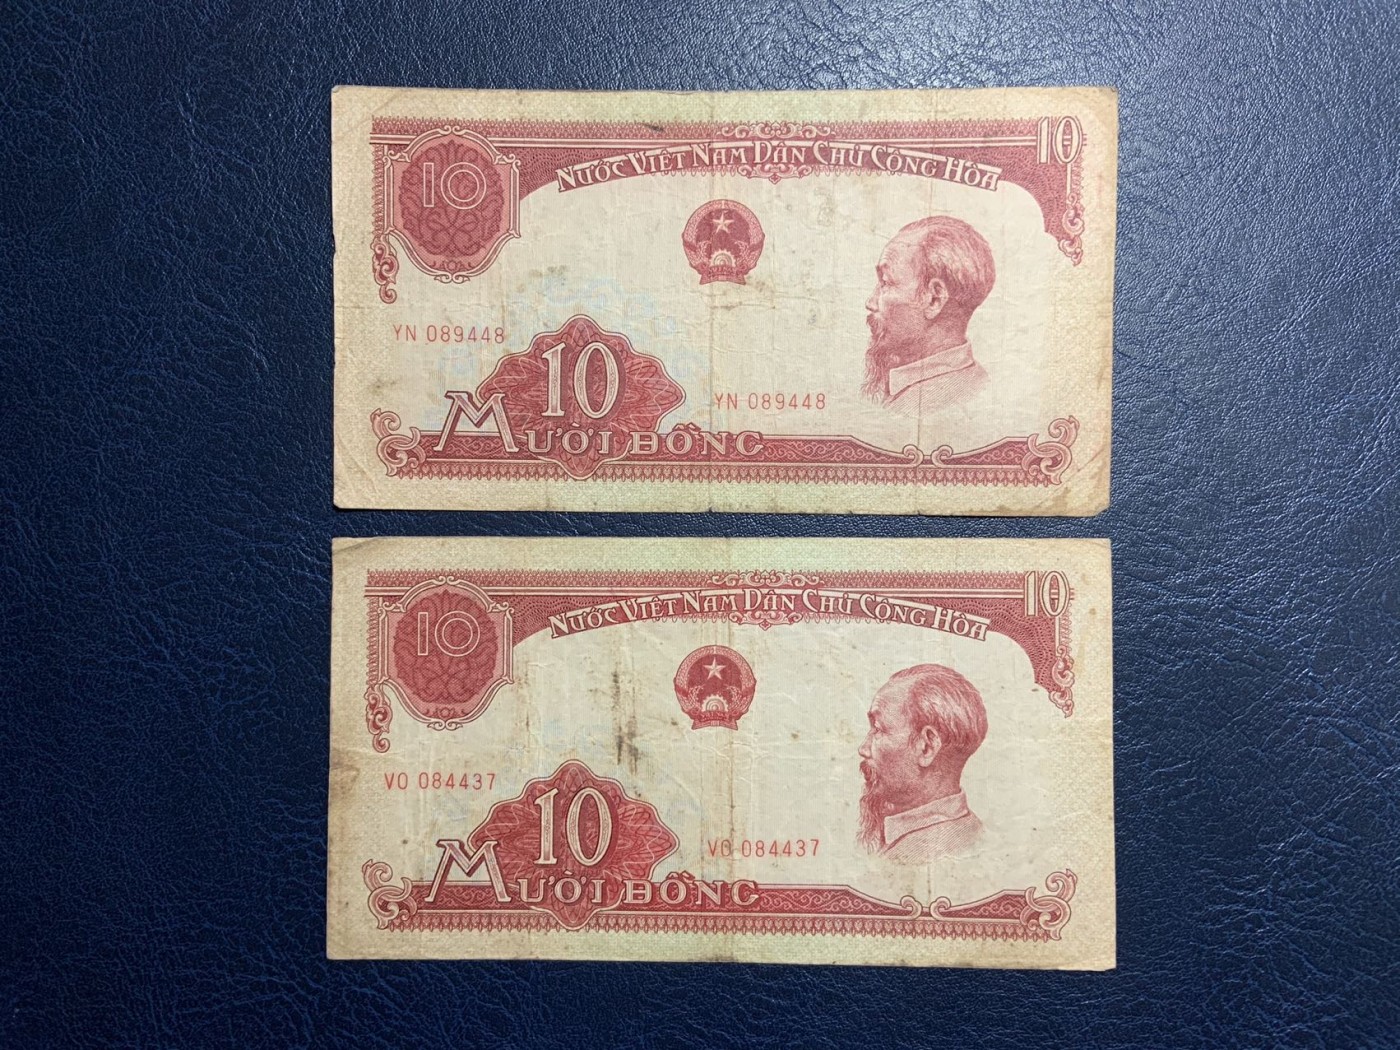 10
NƯỚC VIỆT NAM DÂN CHỦ CỘNG HÒA
10
YN 089448
10
YN 089448
MƯỜI ĐỒNG
10
NƯỚC VIỆT NAM DÂN CHỦ CỘNG HÒA
10
VO 084437
10
VO 084437
MƯỜI ĐỒNG